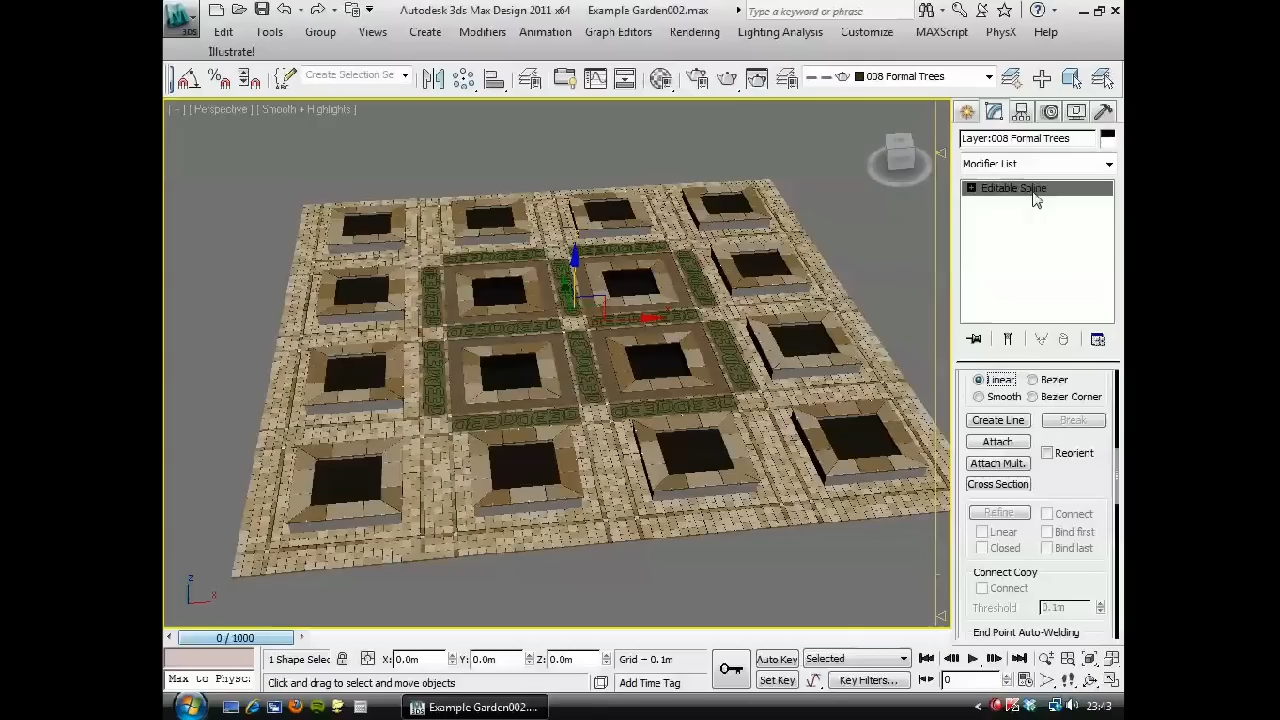 Autodesk 3ds Max Design 2011 x64 Example Garden002.max Type a keyword or phrase
3DS
Edit Tools Group Views Create Modifiers Animation Graph Editors Rendering Lighting Analysis Customize MAXScript PhysX Help
Illustrate!
Create Selection Se
008 Formal Trees
[ + ] [ Perspective ] [ Smooth + Highlights ]
Layer:008 Formal Trees
Modifier List
Editable Spline
Linear Bezier
Smooth Bezier Corner
Create Line Break
Attach
Reorient
Attach Mult.
Cross Section
Refine Connect
Linear Bind first
Closed Bind last
Connect Copy
Connect
Threshold 0.1m
End Point Auto-Welding
z
x
0 / 1000
1 Shape Selec X: 0.0m Y: 0.0m Z: 0.0m Grid = 0.1m Auto Key Selected
Max to Physc Click and drag to select and move objects Add Time Tag Set Key Key Filters... 0
Example Garden002.... 23:43